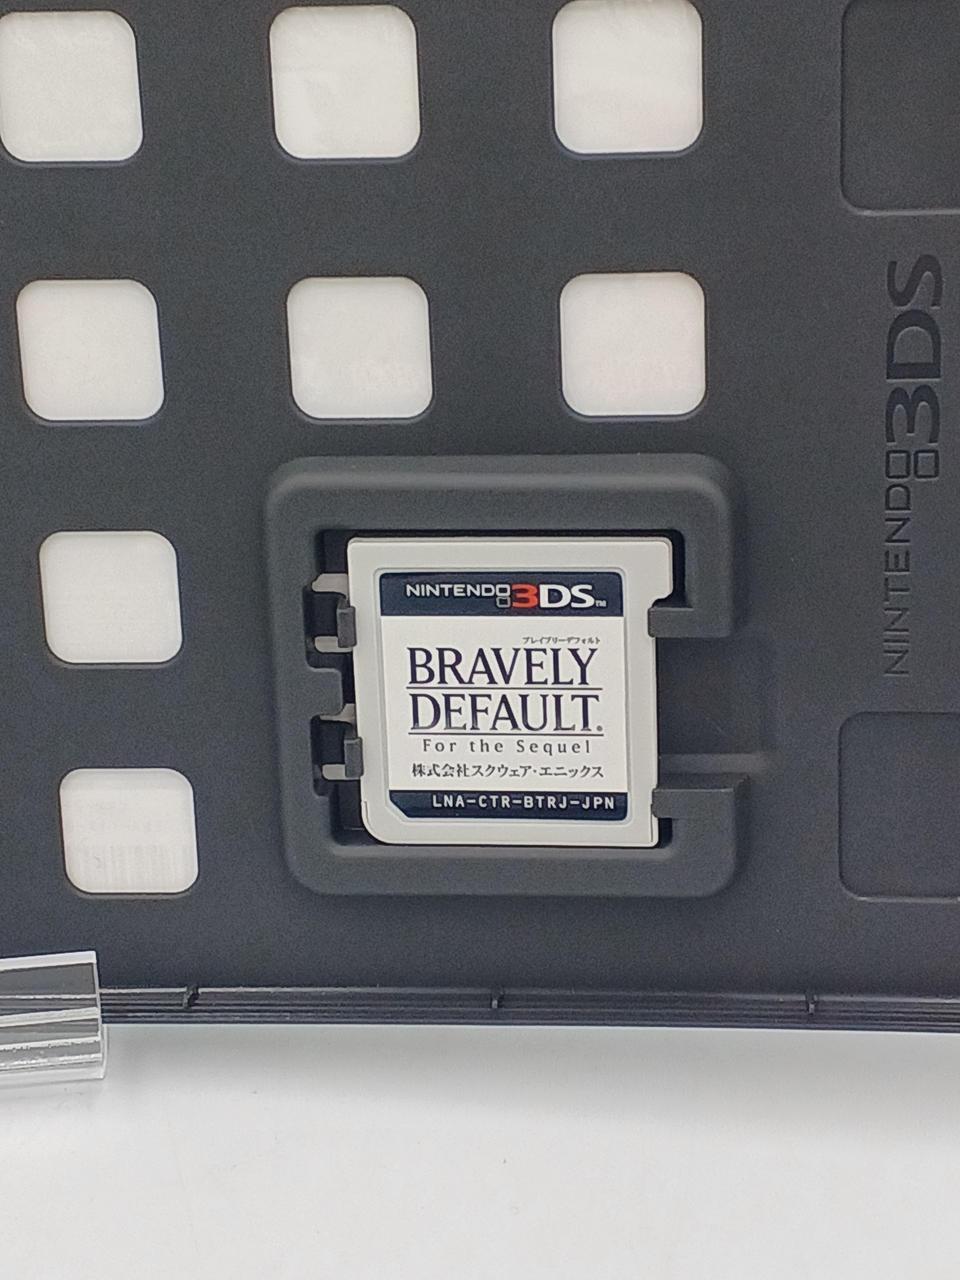 NINTENDO 3DS™
ブレイブリーデフォルト
BRAVELY
DEFAULT.
For the Sequel
株式会社スクウェア・エニックス
LNA-CTR-BTRJ-JPN
NINTENDO 3DS